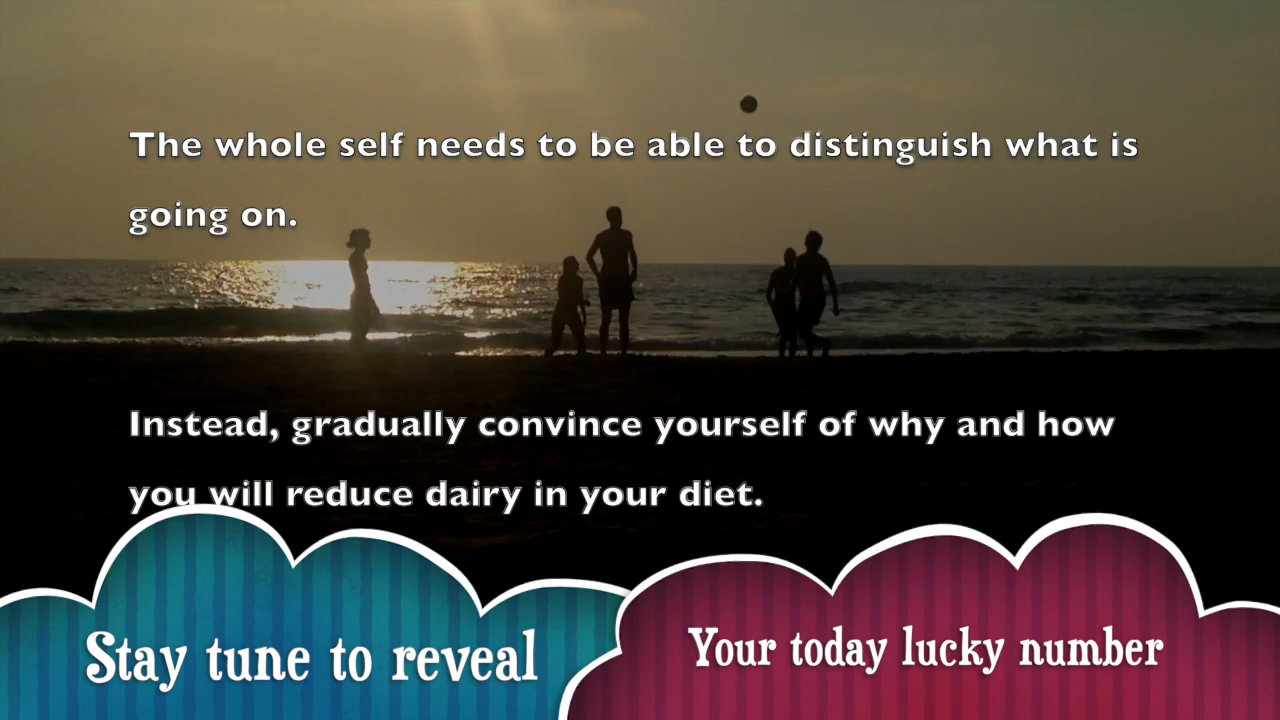 The whole self needs to be able to distinguish what is
going on.
Instead, gradually convince yourself of why and how
you will reduce dairy in your diet.
Stay tune to reveal
Your today lucky number